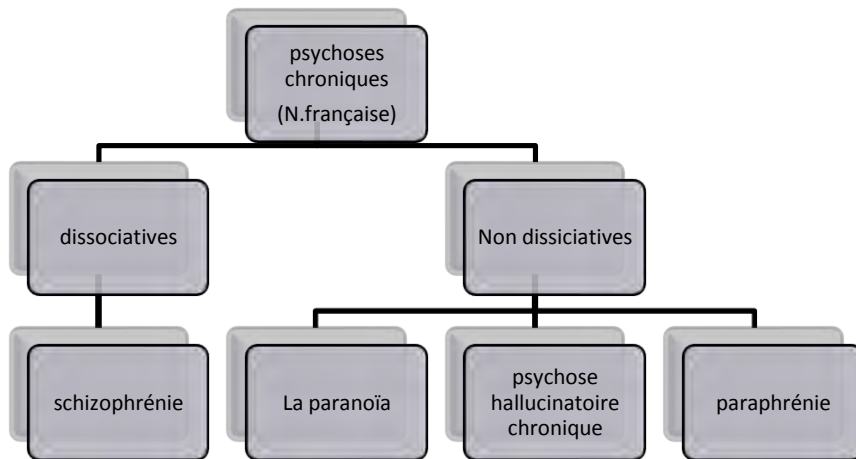 psychoses
chroniques
(N.française)
dissociatives
Non dissiciatives
schizophrénie
La paranoïa
psychose
hallucinatoire
chronique
paraphrénie